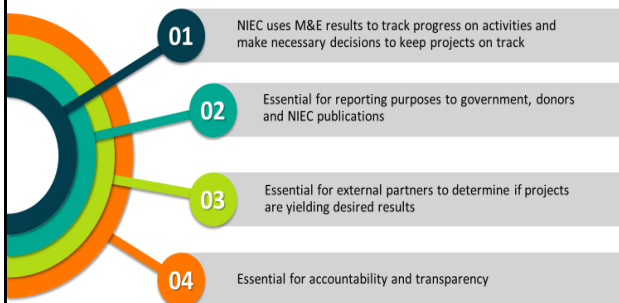 01
NIEC uses M&E results to track progress on activities and
make necessary decisions to keep projects on track
02
Essential for reporting purposes to government, donors
and NIEC publications
03
Essential for external partners to determine if projects
are yielding desired results
04
Essential for accountability and transparency